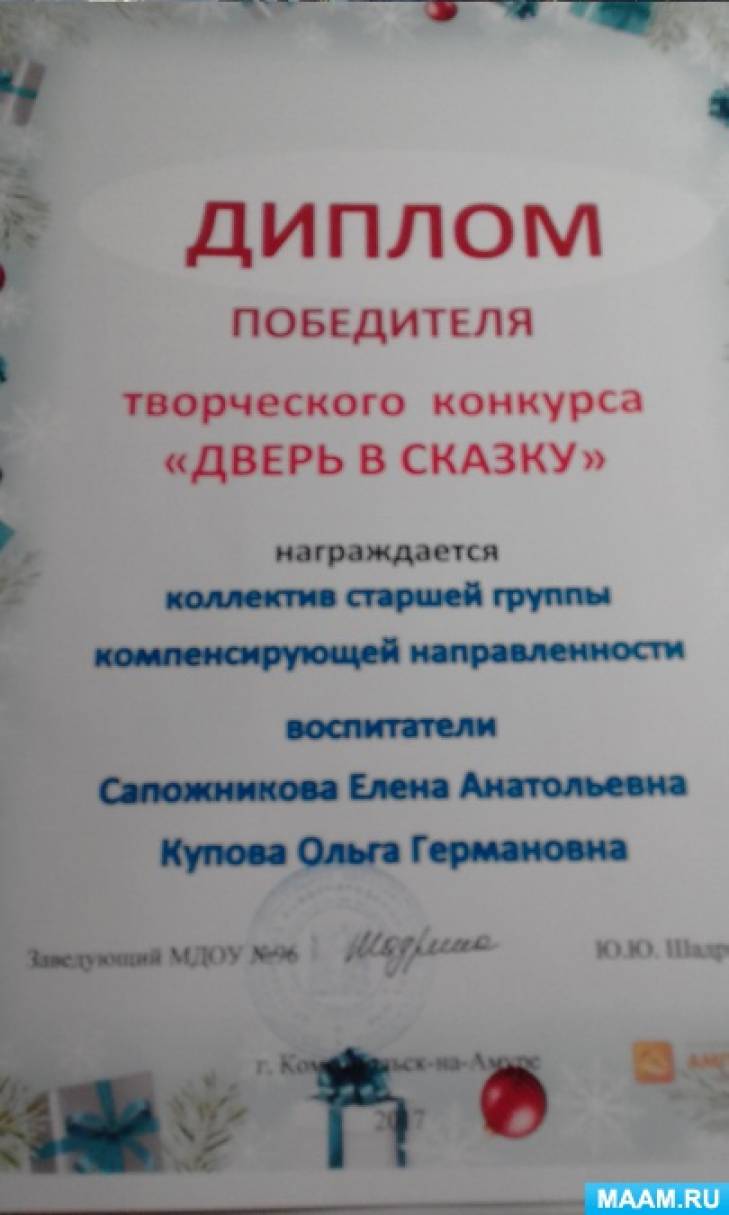 ДИПЛОМ
ПОБЕДИТЕЛЯ
творческого конкурса
«ДВЕРЬ В СКАЗКУ»
награждается
коллектив старшей группы
компенсирующей направленности
воспитатели
Сапожникова Елена Анатольевна
Купова Ольга Германовна
Заведующий МДОУ №96 Ю.Ю.
г.
MAAM.RU